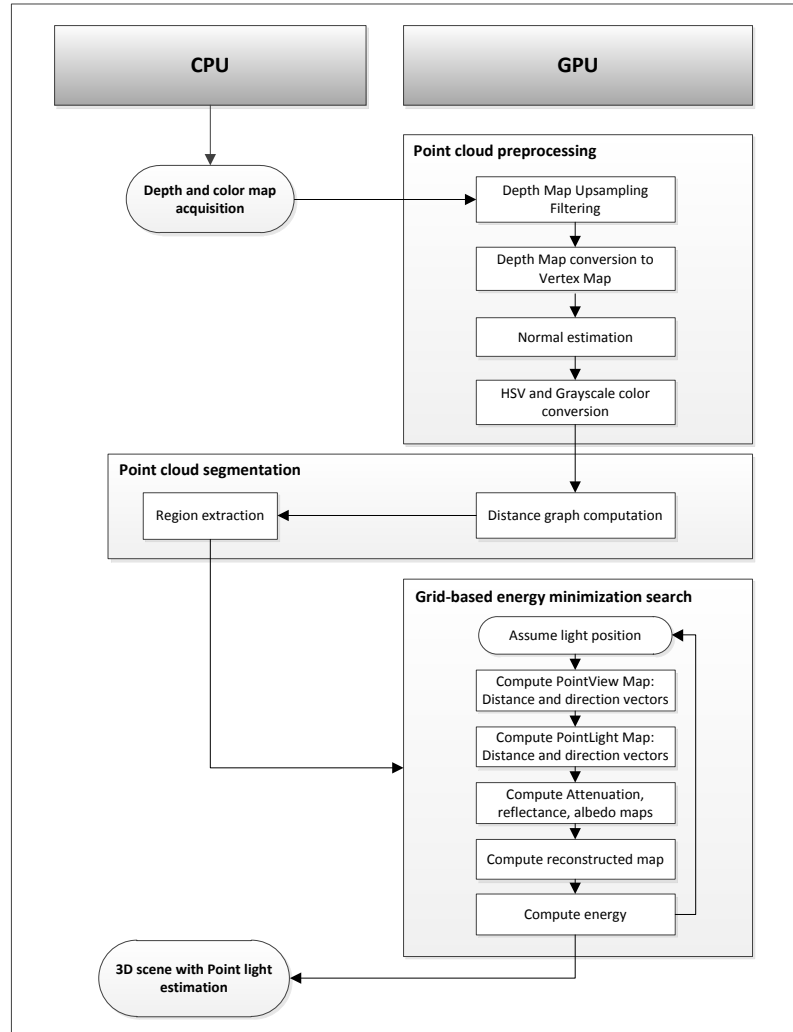 CPU
GPU
Depth and color map
acquisition
Point cloud preprocessing
Depth Map Upsampling
Filtering
Depth Map conversion to
Vertex Map
Normal estimation
HSV and Grayscale color
conversion
Point cloud segmentation
Region extraction
Distance graph computation
Grid-based energy minimization search
Assume light position
Compute PointView Map:
Distance and direction vectors
Compute PointLight Map:
Distance and direction vectors
Compute Attenuation,
reflectance, albedo maps
Compute reconstructed map
Compute energy
3D scene with Point light
estimation